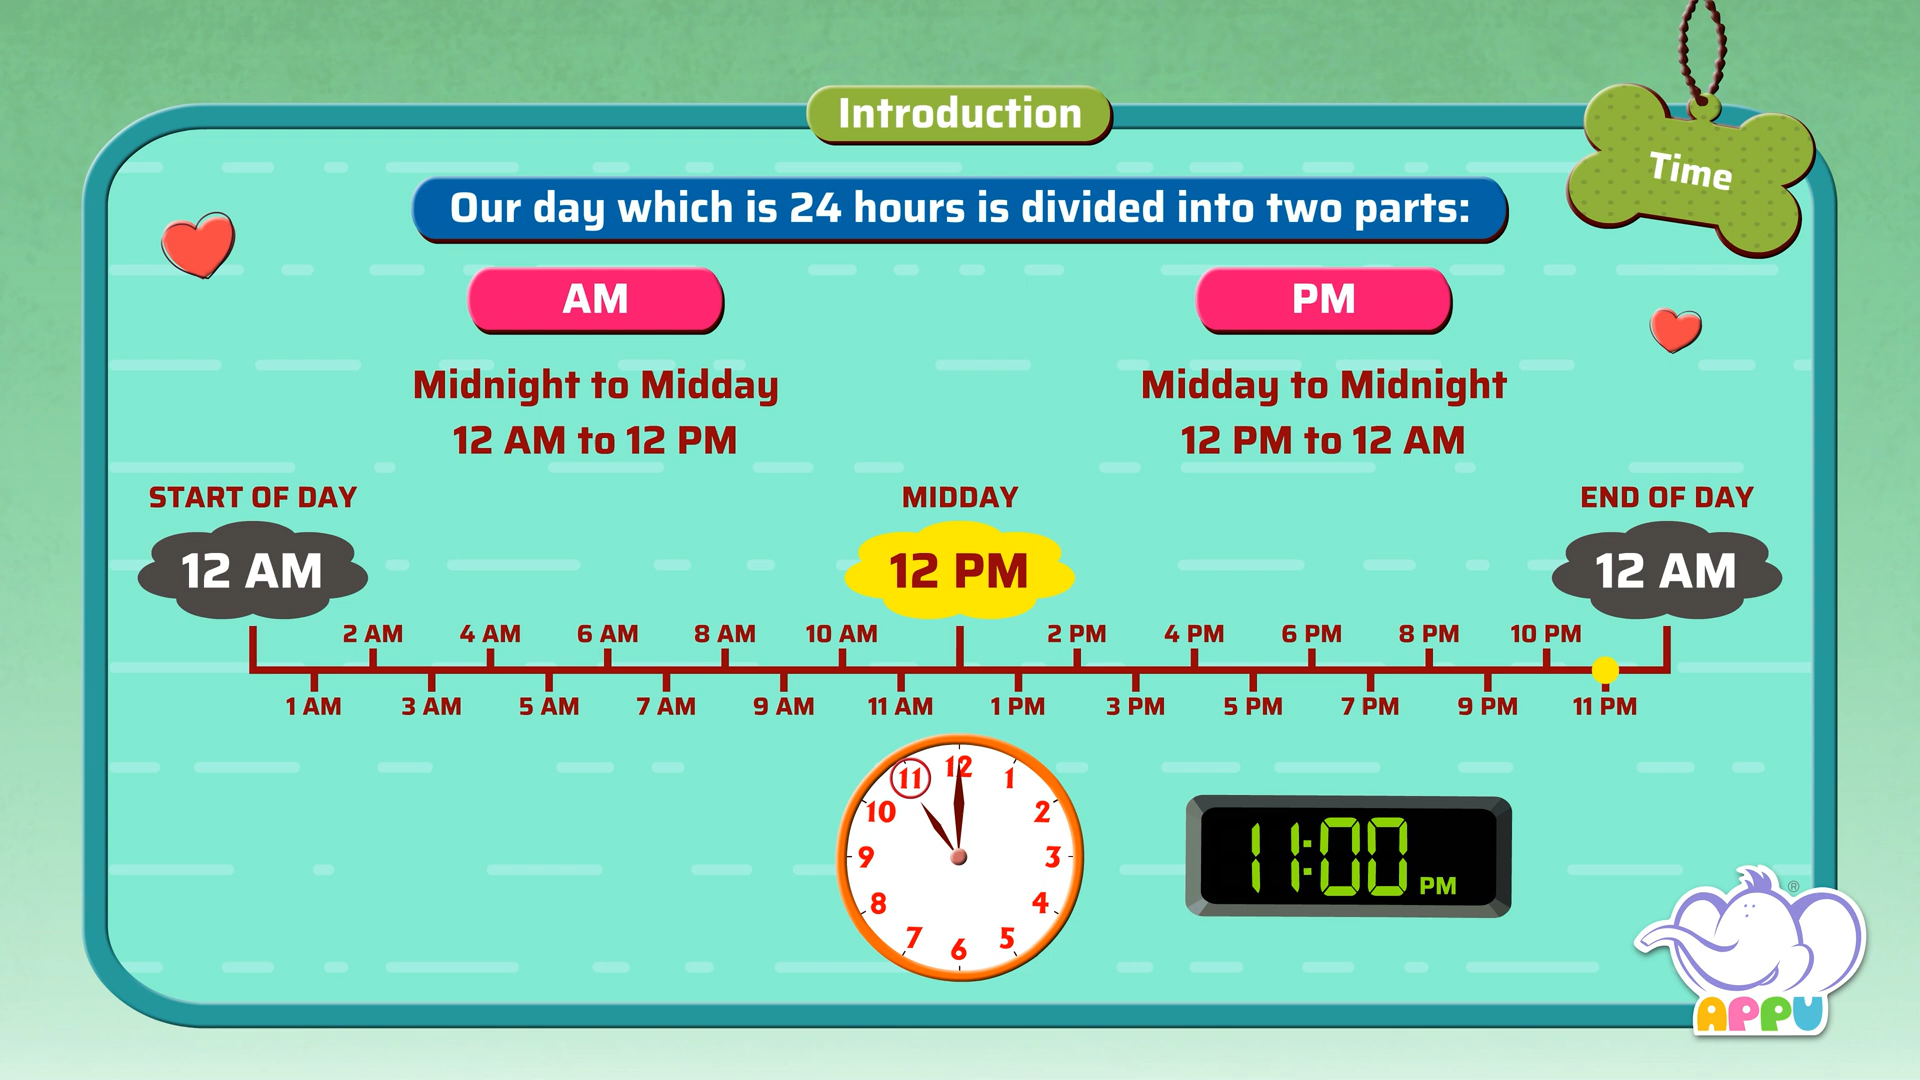 Introduction
Time
Our day which is 24 hours is divided into two parts:
AM
PM
Midnight to Midday
12 AM to 12 PM
Midday to Midnight
12 PM to 12 AM
START OF DAY
MIDDAY
END OF DAY
12 AM
12 PM
12 AM
2 AM 4 AM 6 AM 8 AM 10 AM 2 PM 4 PM 6 PM 8 PM 10 PM
1 AM 3 AM 5 AM 7 AM 9 AM 11 AM 1 PM 3 PM 5 PM 7 PM 9 PM 11 PM
12
1
2
3
4
5
6
7
8
9
10
11
11:00 PM
®
APPU